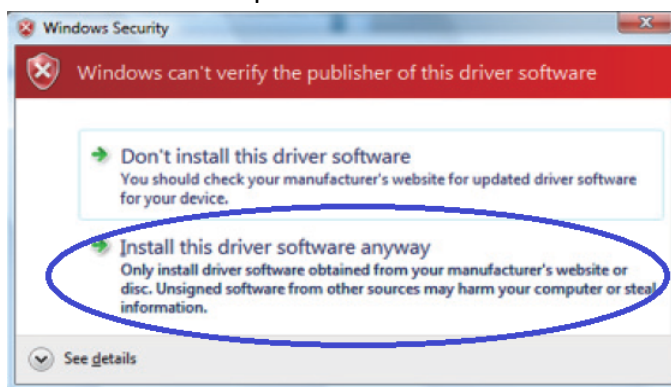 Windows Security
Windows can't verify the publisher of this driver software
Don't install this driver software
You should check your manufacturer's website for updated driver software
for your device.
Install this driver software anyway
Only install driver software obtained from your manufacturer's website or
disc. Unsigned software from other sources may harm your computer or steal
information.
See details